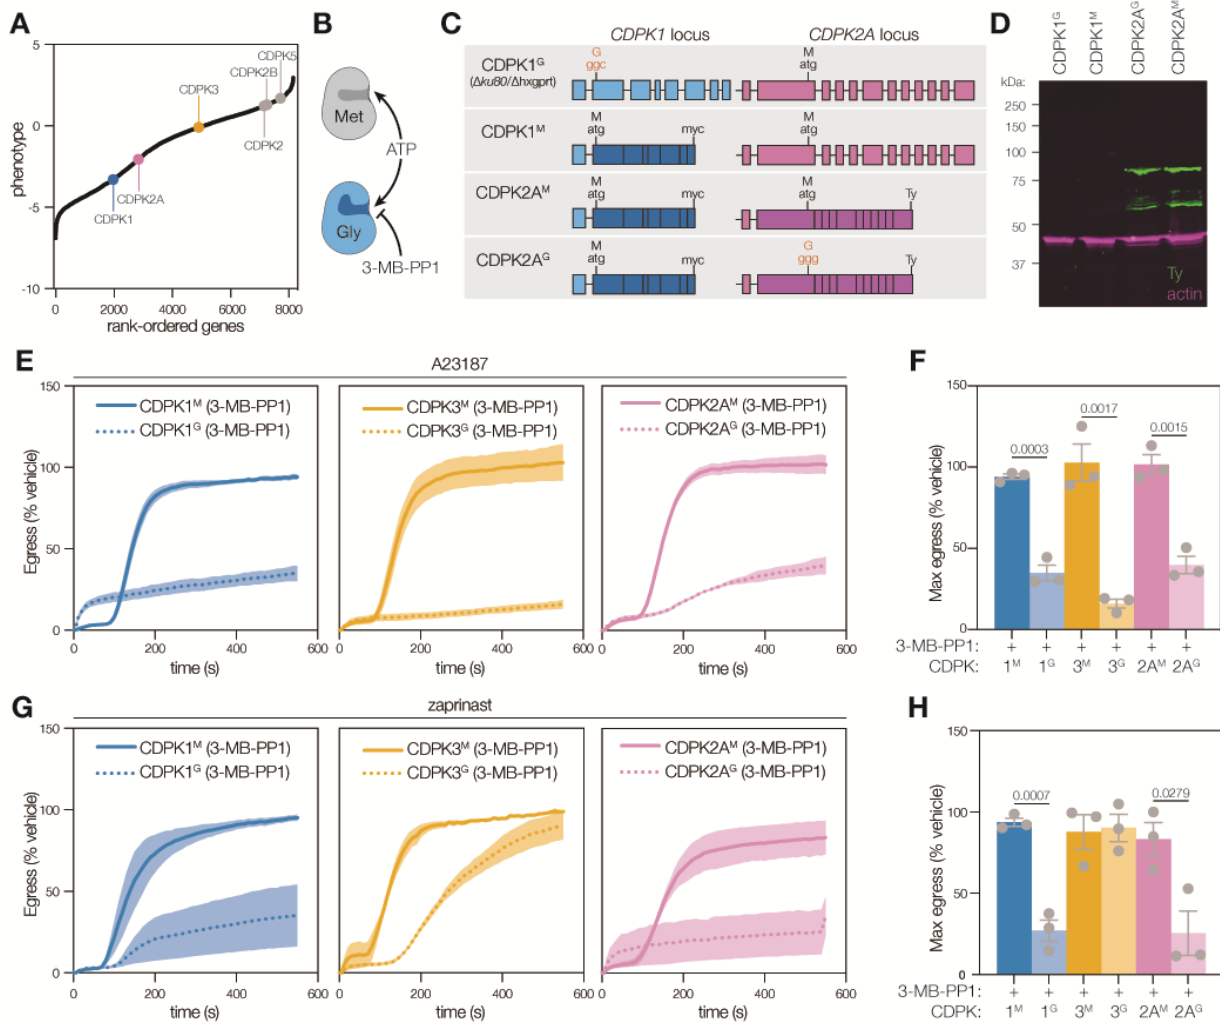 A
5
0
-5
-10
phenotype
CDPK5
CDPK2B
CDPK3
CDPK2
CDPK2A
CDPK1
0 2000 4000 6000 8000
rank-ordered genes
B
Met
ATP
Gly
3-MB-PP1
C
CDPK1 locus CDPK2A locus
CDPK1ᴳ
(Δku80/Δhxgprt)
G
ggc
M
atg
CDPK1ᴹ
M
atg
myc
M
atg
CDPK2Aᴹ
M
atg
myc
M
atg
Ty
CDPK2Aᴳ
M
atg
myc
G
ggg
Ty
D
CDPK1ᴳ
CDPK1ᴹ
CDPK2Aᴳ
CDPK2Aᴹ
kDa:
250
150
100
75
50
37
Ty
actin
E
A23187
150
100
50
0
Egress (% vehicle)
CDPK1ᴹ (3-MB-PP1)
CDPK1ᴳ (3-MB-PP1)
CDPK3ᴹ (3-MB-PP1)
CDPK3ᴳ (3-MB-PP1)
CDPK2Aᴹ (3-MB-PP1)
CDPK2Aᴳ (3-MB-PP1)
0 200 400 600 0 200 400 600 0 200 400 600
time (s) time (s) time (s)
F
150
100
50
0
Max egress (% vehicle)
0.0003
0.0017
0.0015
3-MB-PP1: + + + + + +
CDPK: 1ᴹ 1ᴳ 3ᴹ 3ᴳ 2Aᴹ 2Aᴳ
G
zaprinast
150
100
50
0
Egress (% vehicle)
CDPK1ᴹ (3-MB-PP1)
CDPK1ᴳ (3-MB-PP1)
CDPK3ᴹ (3-MB-PP1)
CDPK3ᴳ (3-MB-PP1)
CDPK2Aᴹ (3-MB-PP1)
CDPK2Aᴳ (3-MB-PP1)
0 200 400 600 0 200 400 600 0 200 400 600
time (s) time (s) time (s)
H
150
100
50
0
Max egress (% vehicle)
0.0007
0.0279
3-MB-PP1: + + + + + +
CDPK: 1ᴹ 1ᴳ 3ᴹ 3ᴳ 2Aᴹ 2Aᴳ